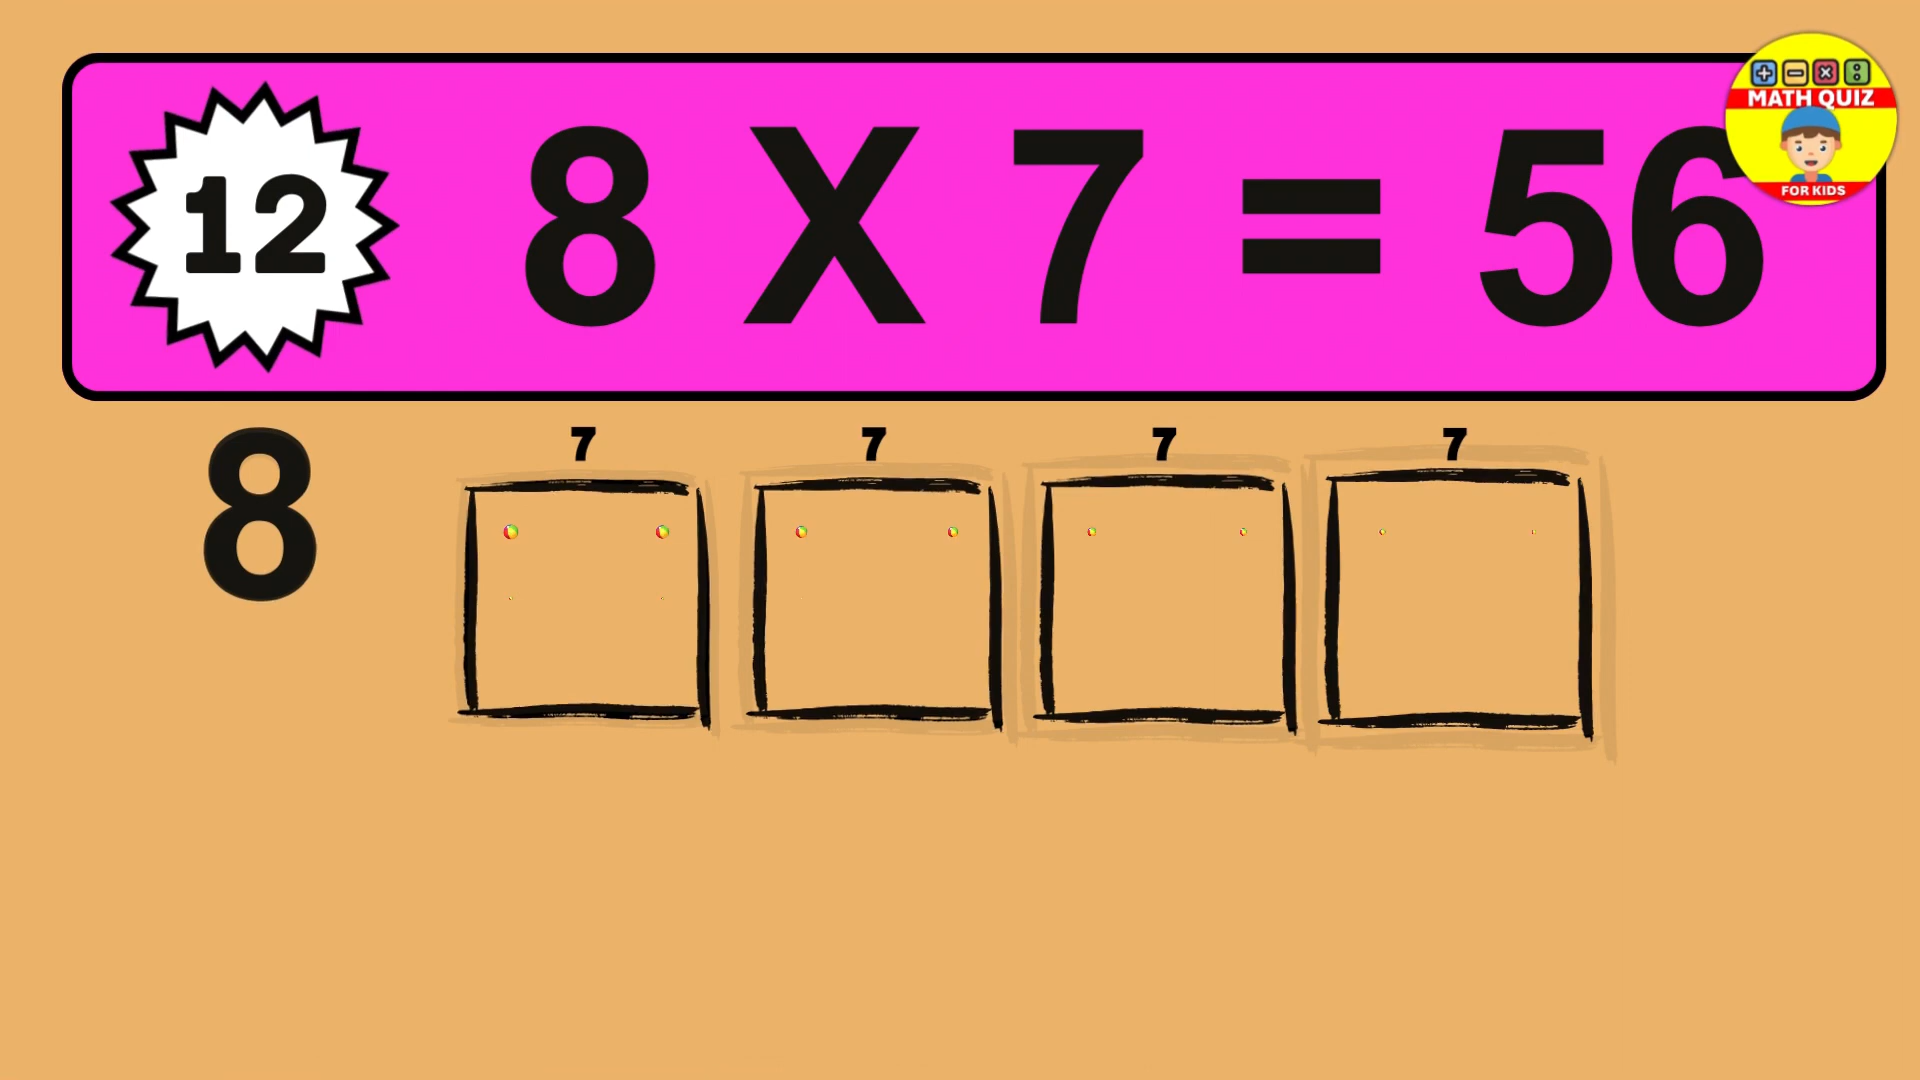 12
8 X 7 = 56
+ − × :
MATH QUIZ
FOR KIDS
8
7 7 7 7